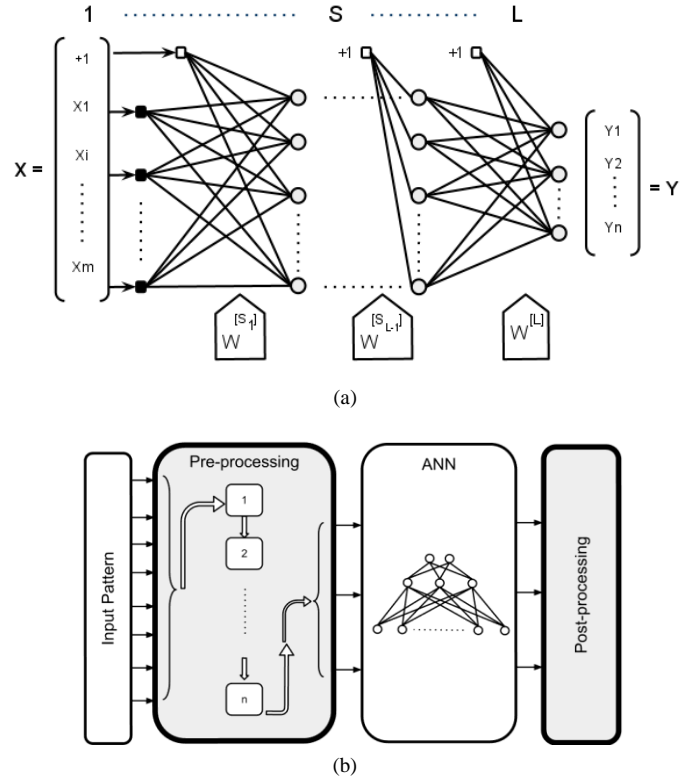 1 S L
+1 +1 +1
X1
Xi
Xm
X =
Y1
Y2
Yn
= Y
W[S1] W[SL-1] W[L]
(a)
Input Pattern
Pre-processing
1
2
n
ANN
Post-processing
(b)